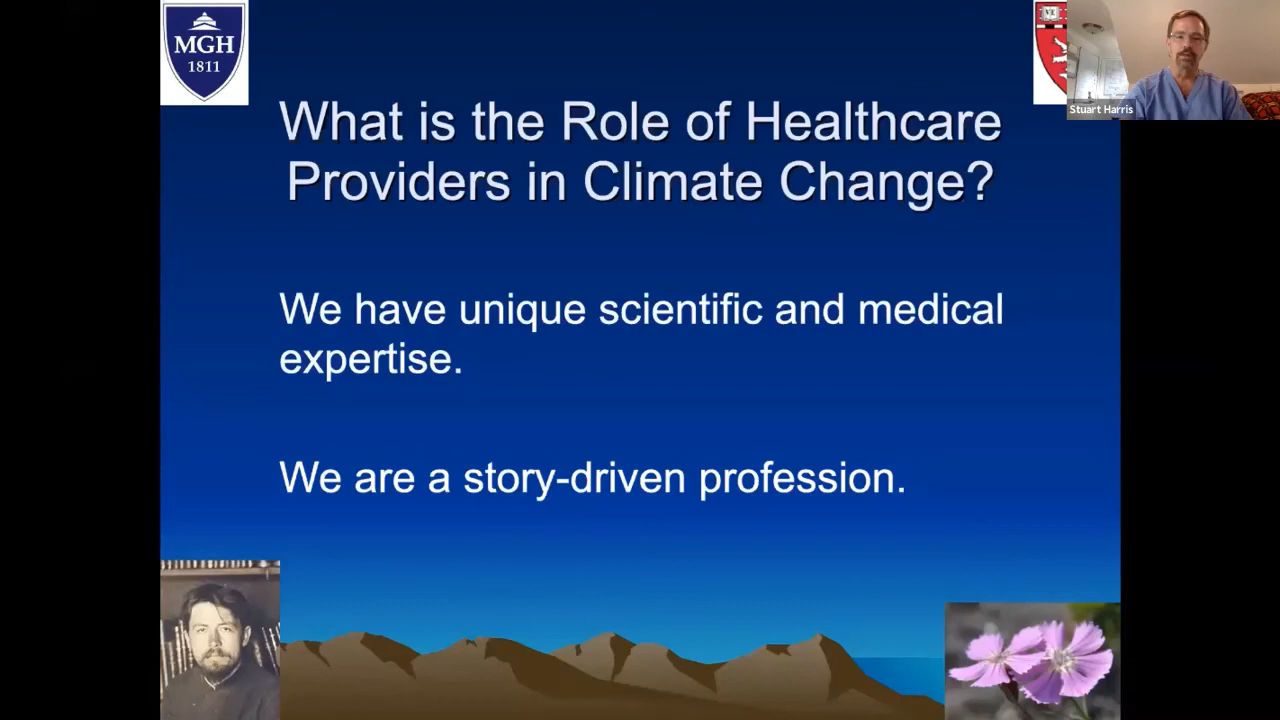 MGH
1811
VE
Stuart Harris
What is the Role of Healthcare
Providers in Climate Change?
We have unique scientific and medical
expertise.
We are a story-driven profession.